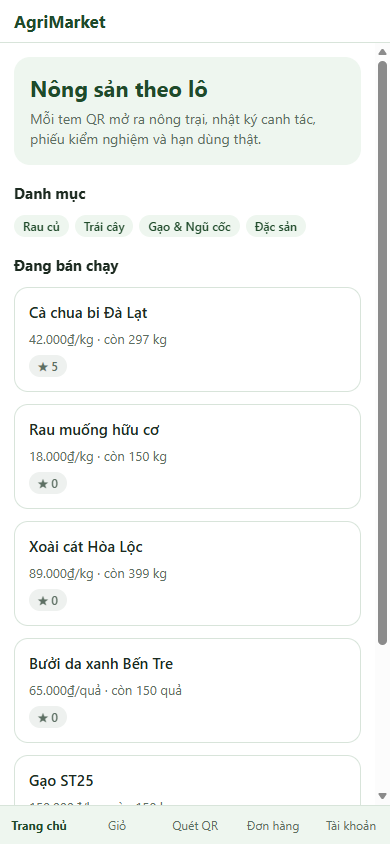 AgriMarket
Nông sản theo lô
Mỗi tem QR mở ra nông trại, nhật ký canh tác,
phiếu kiểm nghiệm và hạn dùng thật.
Danh mục
Rau củ
Trái cây
Gạo & Ngũ cốc
Đặc sản
Đang bán chạy
Cà chua bi Đà Lạt
42.000₫/kg · còn 297 kg
★ 5
Rau muống hữu cơ
18.000₫/kg · còn 150 kg
★ 0
Xoài cát Hòa Lộc
89.000₫/kg · còn 399 kg
★ 0
Bưởi da xanh Bến Tre
65.000₫/quả · còn 150 quả
★ 0
Gạo ST25
Trang chủ
Giỏ
Quét QR
Đơn hàng
Tài khoản